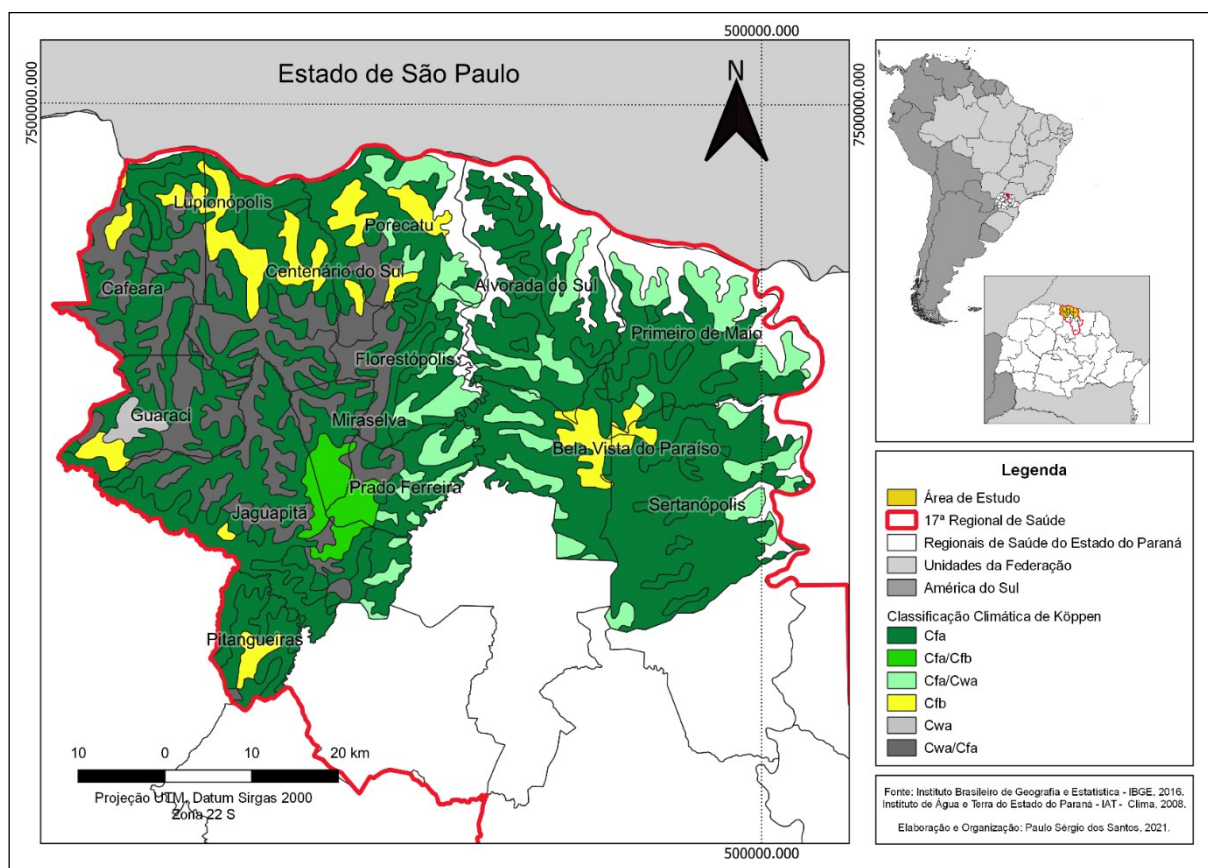 500000.000
7500000.000
7500000.000
Estado de São Paulo
N
Lupionópolis
Porecatu
Centenário do Sul
Cafeara
Alvorada do Sul
Primeiro de Maio
Florestópolis
Guaraci
Miraselva
Bela Vista do Paraíso
Prado Ferreira
Sertanópolis
Jaguapitã
Pitangueiras
10 0 10 20 km
Projeção UTM, Datum Sirgas 2000
Zona 22 S
500000.000
Legenda
Área de Estudo
17ª Regional de Saúde
Regionais de Saúde do Estado do Paraná
Unidades da Federação
América do Sul
Classificação Climática de Köppen
Cfa
Cfa/Cfb
Cfa/Cwa
Cfb
Cwa
Cwa/Cfa
Fonte: Instituto Brasileiro de Geografia e Estatística - IBGE, 2016.
Instituto de Água e Terra do Estado do Paraná - IAT - Clima, 2008.
Elaboração e Organização: Paulo Sérgio dos Santos, 2021.